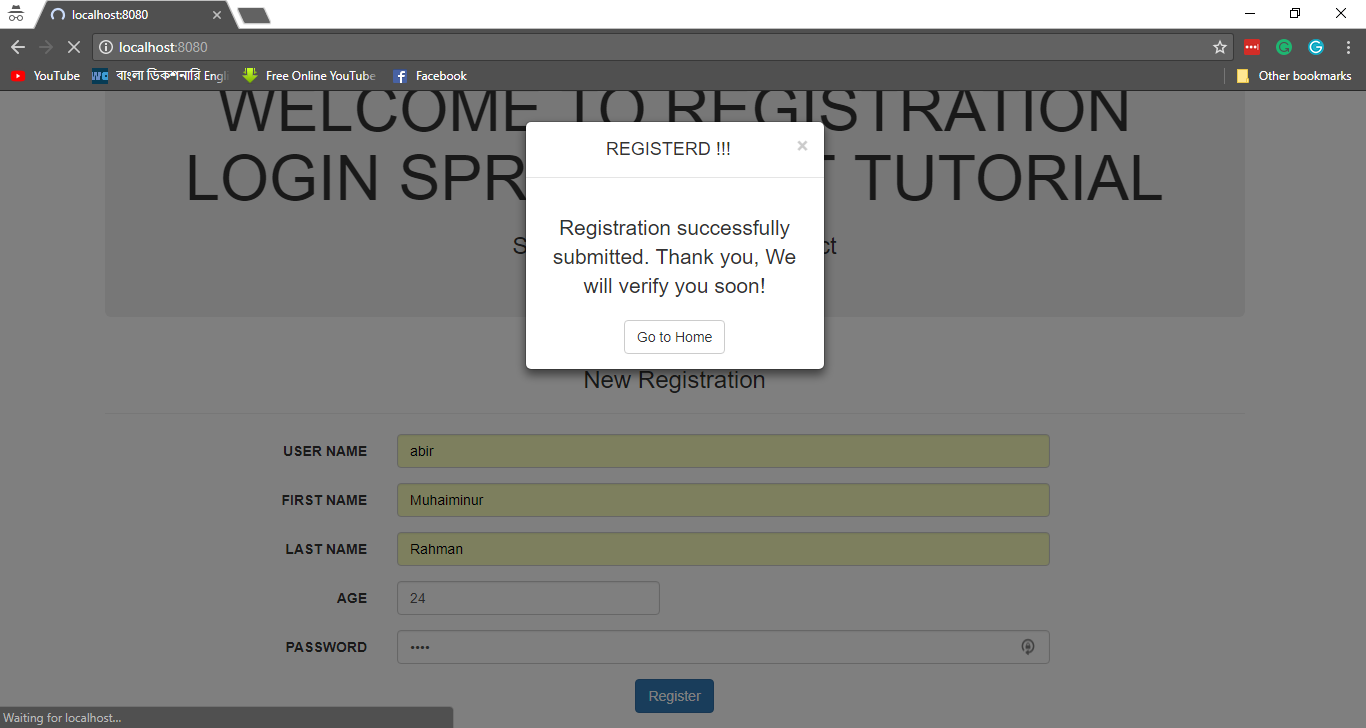 localhost:8080
localhost:8080
YouTube
বাংলা ডিকশনারি Engl
Free Online YouTube
Facebook
Other bookmarks
WELCOME TO REGISTRATION
LOGIN SPR T TUTORIAL
S ct
REGISTERD !!!
×
Registration successfully
submitted. Thank you, We
will verify you soon!
Go to Home
New Registration
USER NAME abir
FIRST NAME Muhaiminur
LAST NAME Rahman
AGE 24
PASSWORD ••••
Register
Waiting for localhost...